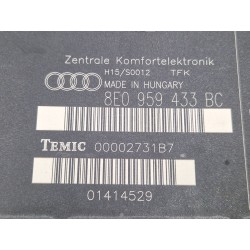 Zentrale Komfortelektronik
H15/S0012 TFK
MADE IN HUNGARY
8E0 959 433 BC
TEMIC 00002731B7
01414529